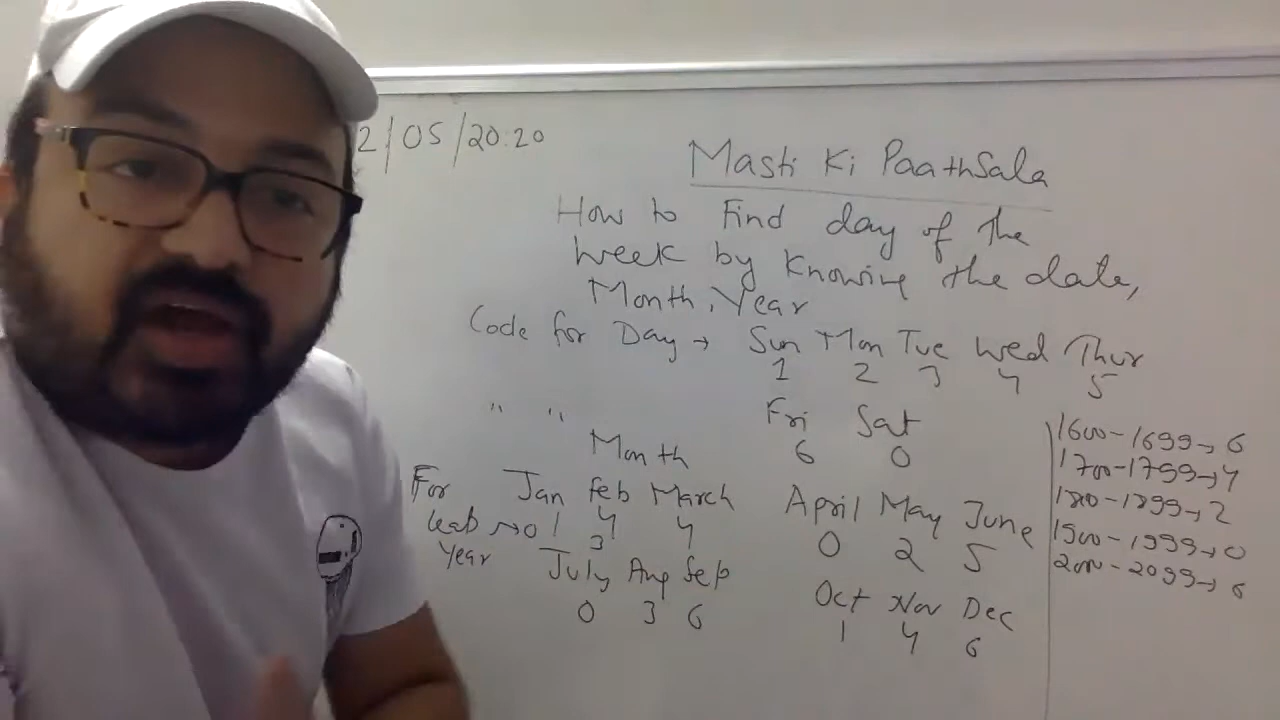 2/05/20:20
Masti Ki PaathSala
How to Find day of the
week by Knowing the date,
Month, Year
Code for Day → Sun Mon Tue Wed Thur
1 2 3 4 5
" "
Fri Sat
6 0
Month
For Jan Feb March April May June
leab → 0 1 4 4 0 2 5
3
Year July Aug Sep Oct Nov Dec
0 3 6 1 4 6
1600-1699→ 6
1700-1799→4
1800-1899→2
1900-1999→0
2000-2099→6